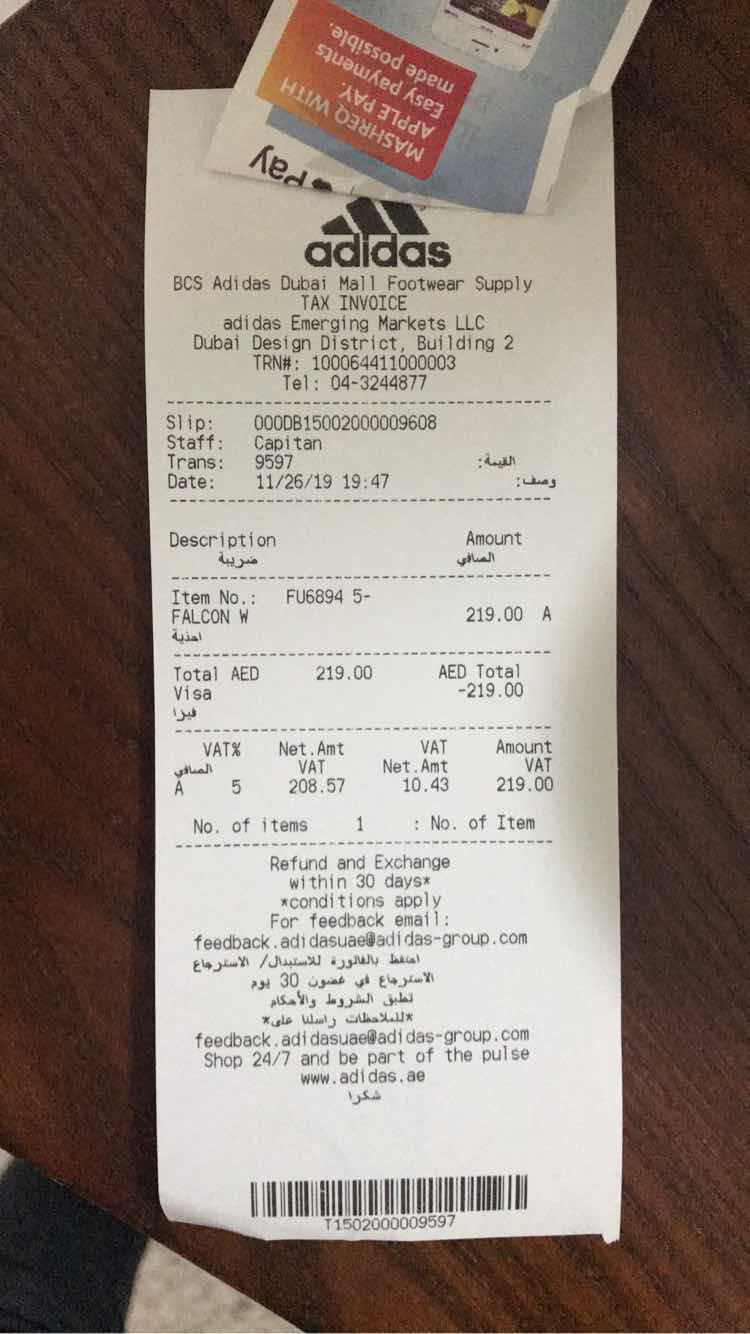 MASHREQ WITH
APPLE PAY.
Easy payments
made possible.
Pay
adidas
BCS Adidas Dubai Mall Footwear Supply
TAX INVOICE
adidas Emerging Markets LLC
Dubai Design District, Building 2
TRN#: 100064411000003
Tel: 04-3244877
Slip: 000DB15002000009608
Staff: Capitan
Trans: 9597 القيمة:
Date: 11/26/19 19:47 وصف:
Description Amount
ضريبة الصافي
Item No.: FU6894 5-
FALCON W 219.00 A
احذية
Total AED 219.00 AED Total
Visa -219.00
فيزا
VAT% Net.Amt VAT Amount
الصافي VAT Net.Amt VAT
A 5 208.57 10.43 219.00
No. of items 1 : No. of Item
Refund and Exchange
within 30 days*
*conditions apply
For feedback email:
feedback.adidasuae@adidas-group.com
احتفظ بالفاتورة للاستبدال/ الاسترجاع
الاسترجاع في غضون 30 يوم
تطبق الشروط والأحكام
*للملاحظات راسلنا على*
feedback.adidasuae@adidas-group.com
Shop 24/7 and be part of the pulse
www.adidas.ae
شكرا
T1502000009597